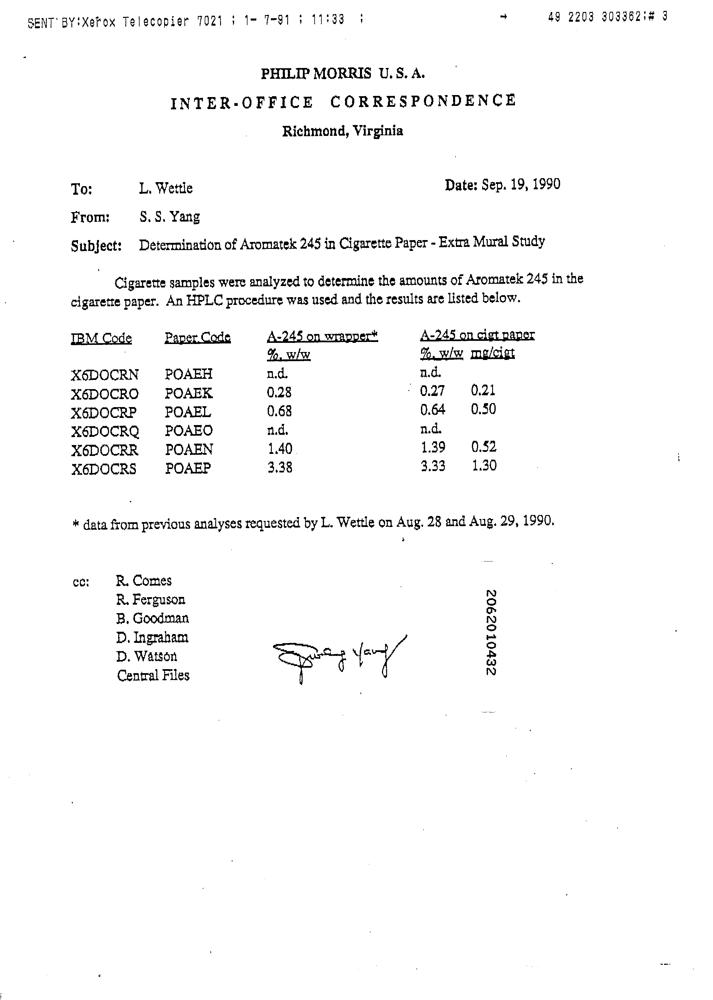 SENT BY:Xerox Telecopier 7021 ; 1- 7-91 ; 11:33 ; → 49 2203 303362;# 3
PHILIP MORRIS U. S. A.
INTER-OFFICE CORRESPONDENCE
Richmond, Virginia
To: L. Wettle Date: Sep. 19, 1990
From: S. S. Yang
Subject: Determination of Aromatek 245 in Cigarette Paper - Extra Mural Study
Cigarette samples were analyzed to determine the amounts of Aromatek 245 in the
cigarette paper. An HPLC procedure was used and the results are listed below.
IBM Code Paper Code A-245 on wrapper* A-245 on cigt paper
%, w/w %, w/w mg/cigt
X6DOCRN POAEH n.d. n.d.
X6DOCRO POAEK 0.28 0.27 0.21
X6DOCRP POAEL 0.68 0.64 0.50
X6DOCRQ POAEO n.d. n.d.
X6DOCRR POAEN 1.40 1.39 0.52
X6DOCRS POAEP 3.38 3.33 1.30
* data from previous analyses requested by L. Wettle on Aug. 28 and Aug. 29, 1990.
cc: R. Comes
R. Ferguson
B. Goodman
D. Ingraham
D. Watson
Central Files
Yang
2062010432